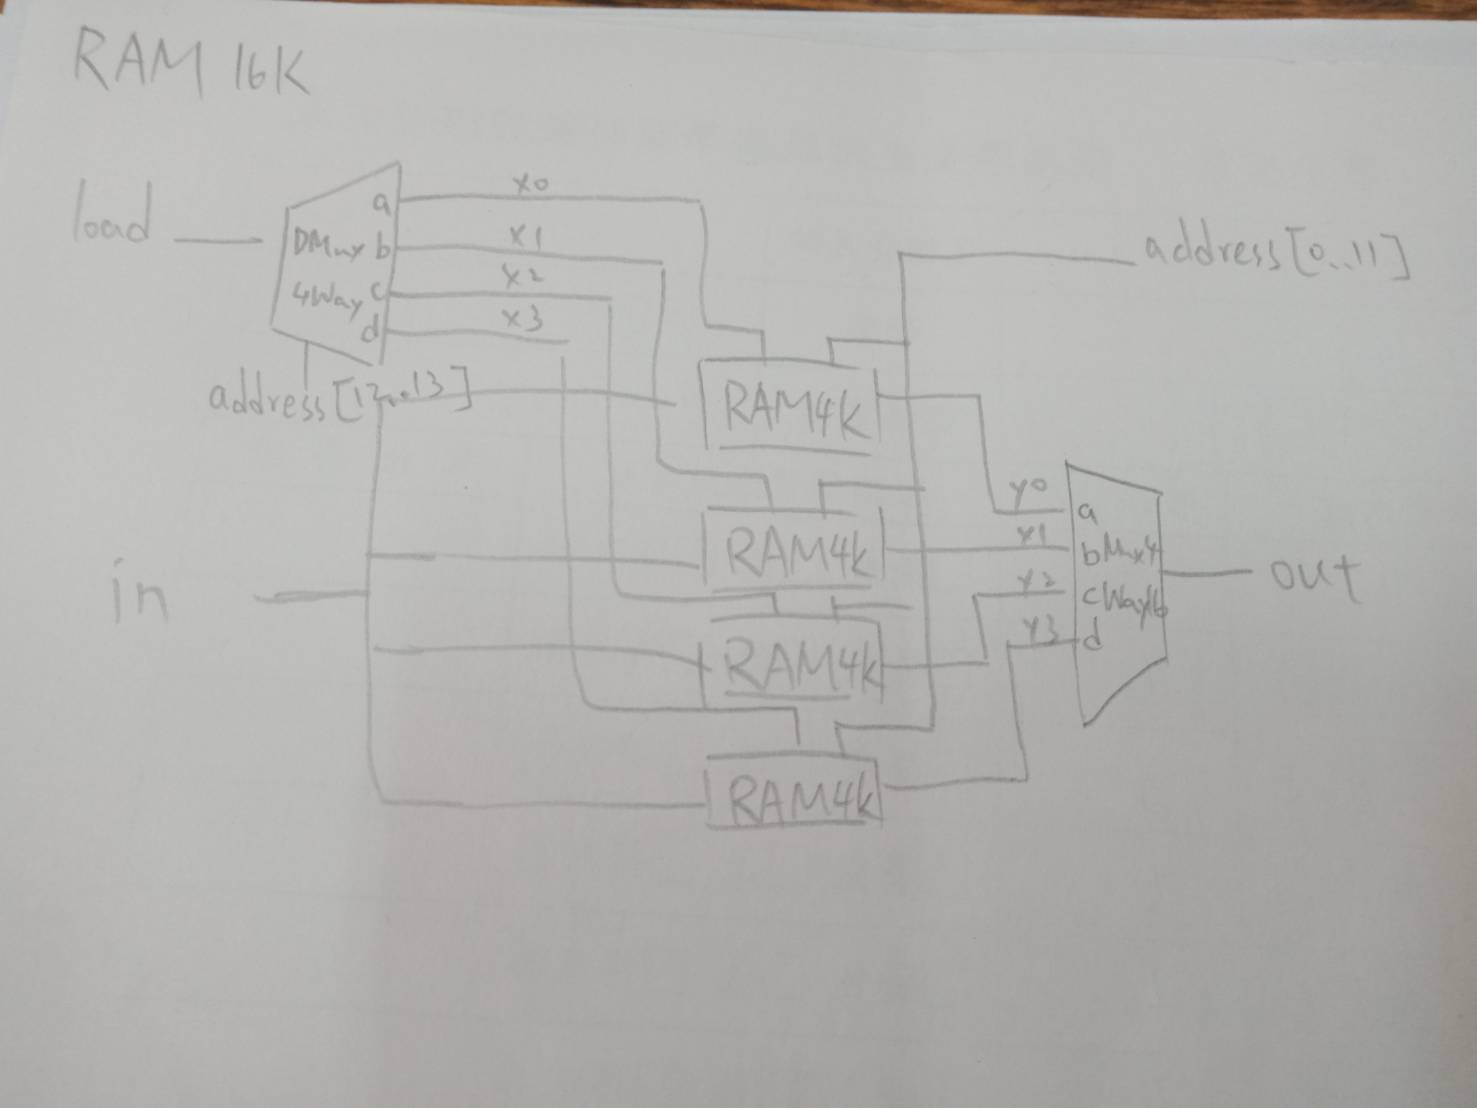 RAM 16K
load
DMux
4Way
a
b
c
d
x0
x1
x2
x3
address[12..13]
address[0..11]
in
RAM4k
RAM4k
RAM4k
RAM4k
y0
y1
y2
y3
a
b Mux4
c Way16
d
out